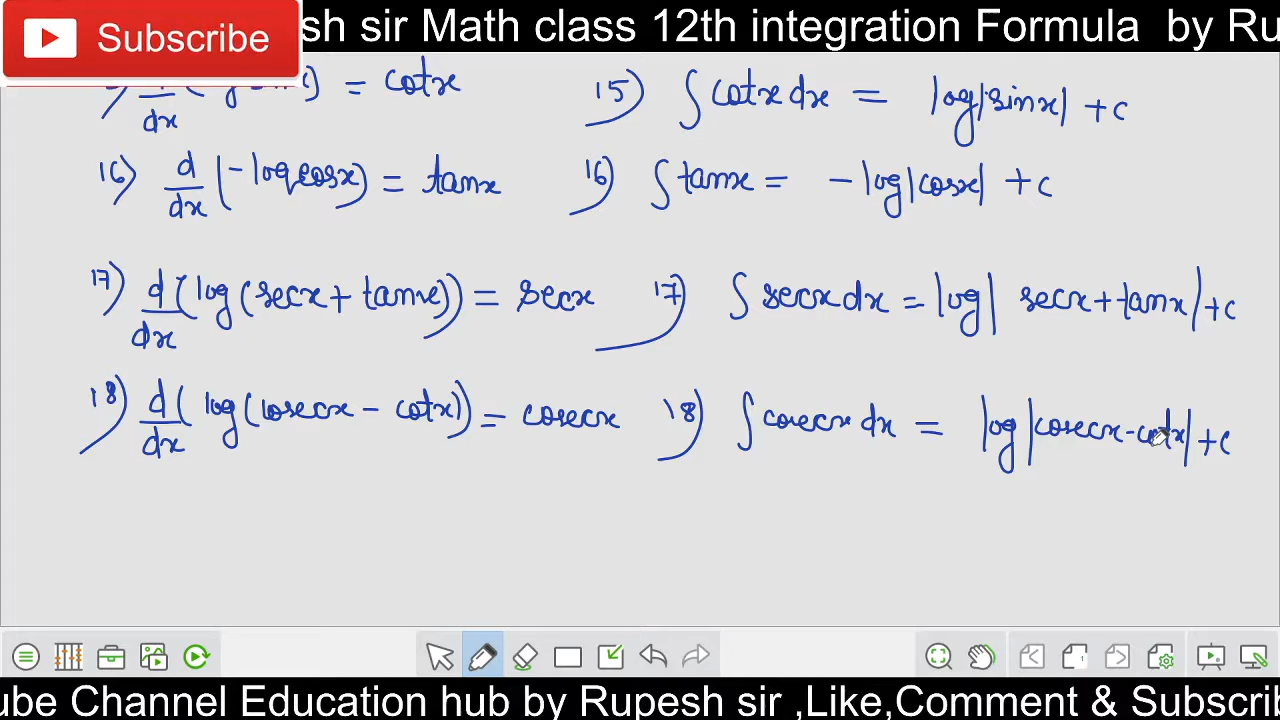 Subscribe
sh sir Math class 12th integration Formula by Ru
d/dx ( ) = cotx 15) ∫cotx dx = log|sinx| + c
16) d/dx (-log cosx) = tanx 16) ∫tanx = -log|cosx| + c
17) d/dx (log(secx + tanx)) = secx 17) ∫secx dx = log|secx + tanx| + c
18) d/dx (log(cosecx - cotx)) = cosecx 18) ∫cosecx dx = log|cosecx - cotx| + c
ube Channel Education hub by Rupesh sir ,Like,Comment & Subscrib